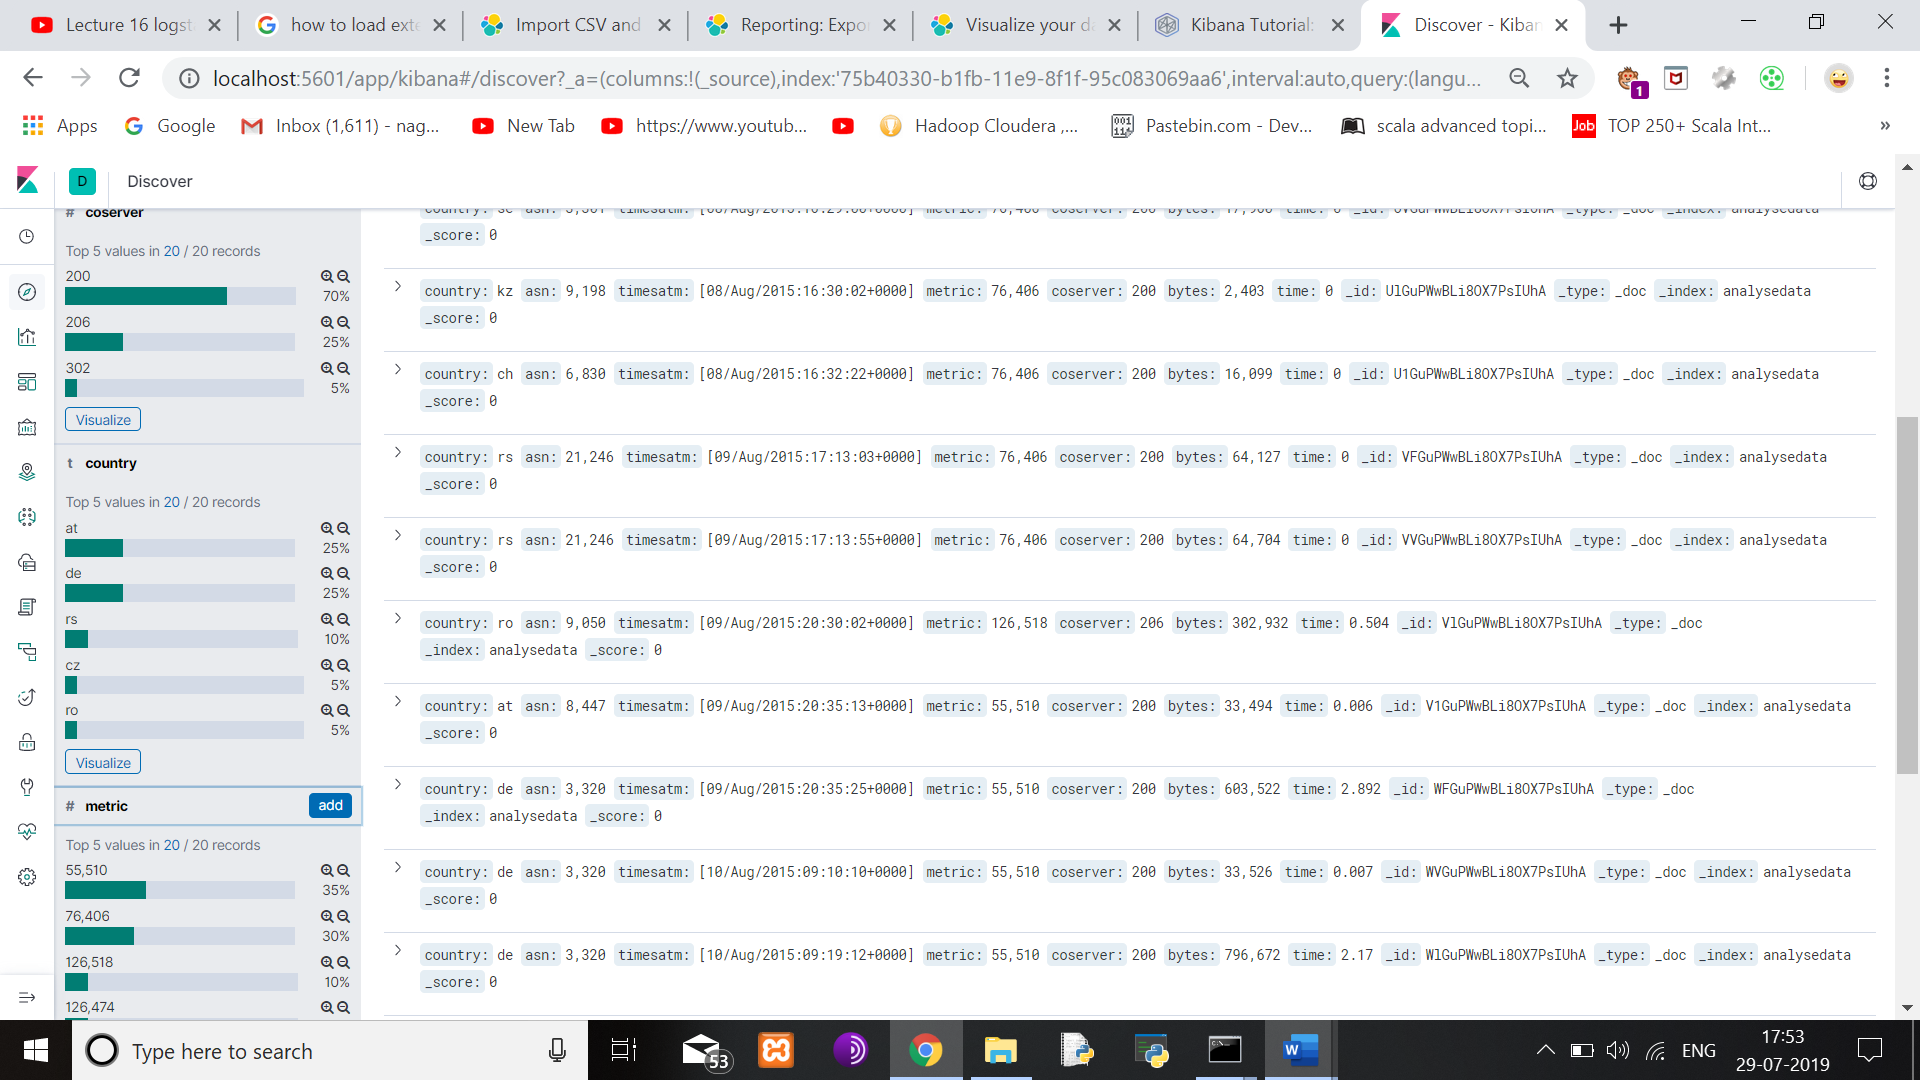 Lecture 16 logst
how to load exte
Import CSV and
Reporting: Expo
Visualize your da
Kibana Tutorial:
Discover - Kiban
localhost:5601/app/kibana#/discover?_a=(columns:!(_source),index:'75b40330-b1fb-11e9-8f1f-95c083069aa6',interval:auto,query:(langu...
1
Apps
Google
Inbox (1,611) - nag...
New Tab
https://www.youtub...
Hadoop Cloudera ,...
Pastebin.com - Dev...
scala advanced topi...
Job TOP 250+ Scala Int...
»
D Discover
# coserver
Top 5 values in 20 / 20 records
200
70%
206
25%
302
5%
Visualize
t country
Top 5 values in 20 / 20 records
at
25%
de
25%
rs
10%
cz
5%
ro
5%
Visualize
# metric add
Top 5 values in 20 / 20 records
55,510
35%
76,406
30%
126,518
10%
126,474
_score: 0
country: kz asn: 9,198 timesatm: [08/Aug/2015:16:30:02+0000] metric: 76,406 coserver: 200 bytes: 2,403 time: 0 _id: UlGuPWwBLi8OX7PsIUhA _type: _doc _index: analysedata
_score: 0
country: ch asn: 6,830 timesatm: [08/Aug/2015:16:32:22+0000] metric: 76,406 coserver: 200 bytes: 16,099 time: 0 _id: U1GuPWwBLi8OX7PsIUhA _type: _doc _index: analysedata
_score: 0
country: rs asn: 21,246 timesatm: [09/Aug/2015:17:13:03+0000] metric: 76,406 coserver: 200 bytes: 64,127 time: 0 _id: VFGuPWwBLi8OX7PsIUhA _type: _doc _index: analysedata
_score: 0
country: rs asn: 21,246 timesatm: [09/Aug/2015:17:13:55+0000] metric: 76,406 coserver: 200 bytes: 64,704 time: 0 _id: VVGuPWwBLi8OX7PsIUhA _type: _doc _index: analysedata
_score: 0
country: ro asn: 9,050 timesatm: [09/Aug/2015:20:30:02+0000] metric: 126,518 coserver: 206 bytes: 302,932 time: 0.504 _id: VlGuPWwBLi8OX7PsIUhA _type: _doc
_index: analysedata _score: 0
country: at asn: 8,447 timesatm: [09/Aug/2015:20:35:13+0000] metric: 55,510 coserver: 200 bytes: 33,494 time: 0.006 _id: V1GuPWwBLi8OX7PsIUhA _type: _doc _index: analysedata
_score: 0
country: de asn: 3,320 timesatm: [09/Aug/2015:20:35:25+0000] metric: 55,510 coserver: 200 bytes: 603,522 time: 2.892 _id: WFGuPWwBLi8OX7PsIUhA _type: _doc
_index: analysedata _score: 0
country: de asn: 3,320 timesatm: [10/Aug/2015:09:10:10+0000] metric: 55,510 coserver: 200 bytes: 33,526 time: 0.007 _id: WVGuPWwBLi8OX7PsIUhA _type: _doc _index: analysedata
_score: 0
country: de asn: 3,320 timesatm: [10/Aug/2015:09:19:12+0000] metric: 55,510 coserver: 200 bytes: 796,672 time: 2.17 _id: WlGuPWwBLi8OX7PsIUhA _type: _doc _index: analysedata
_score: 0
Type here to search
53
ENG
17:53
29-07-2019